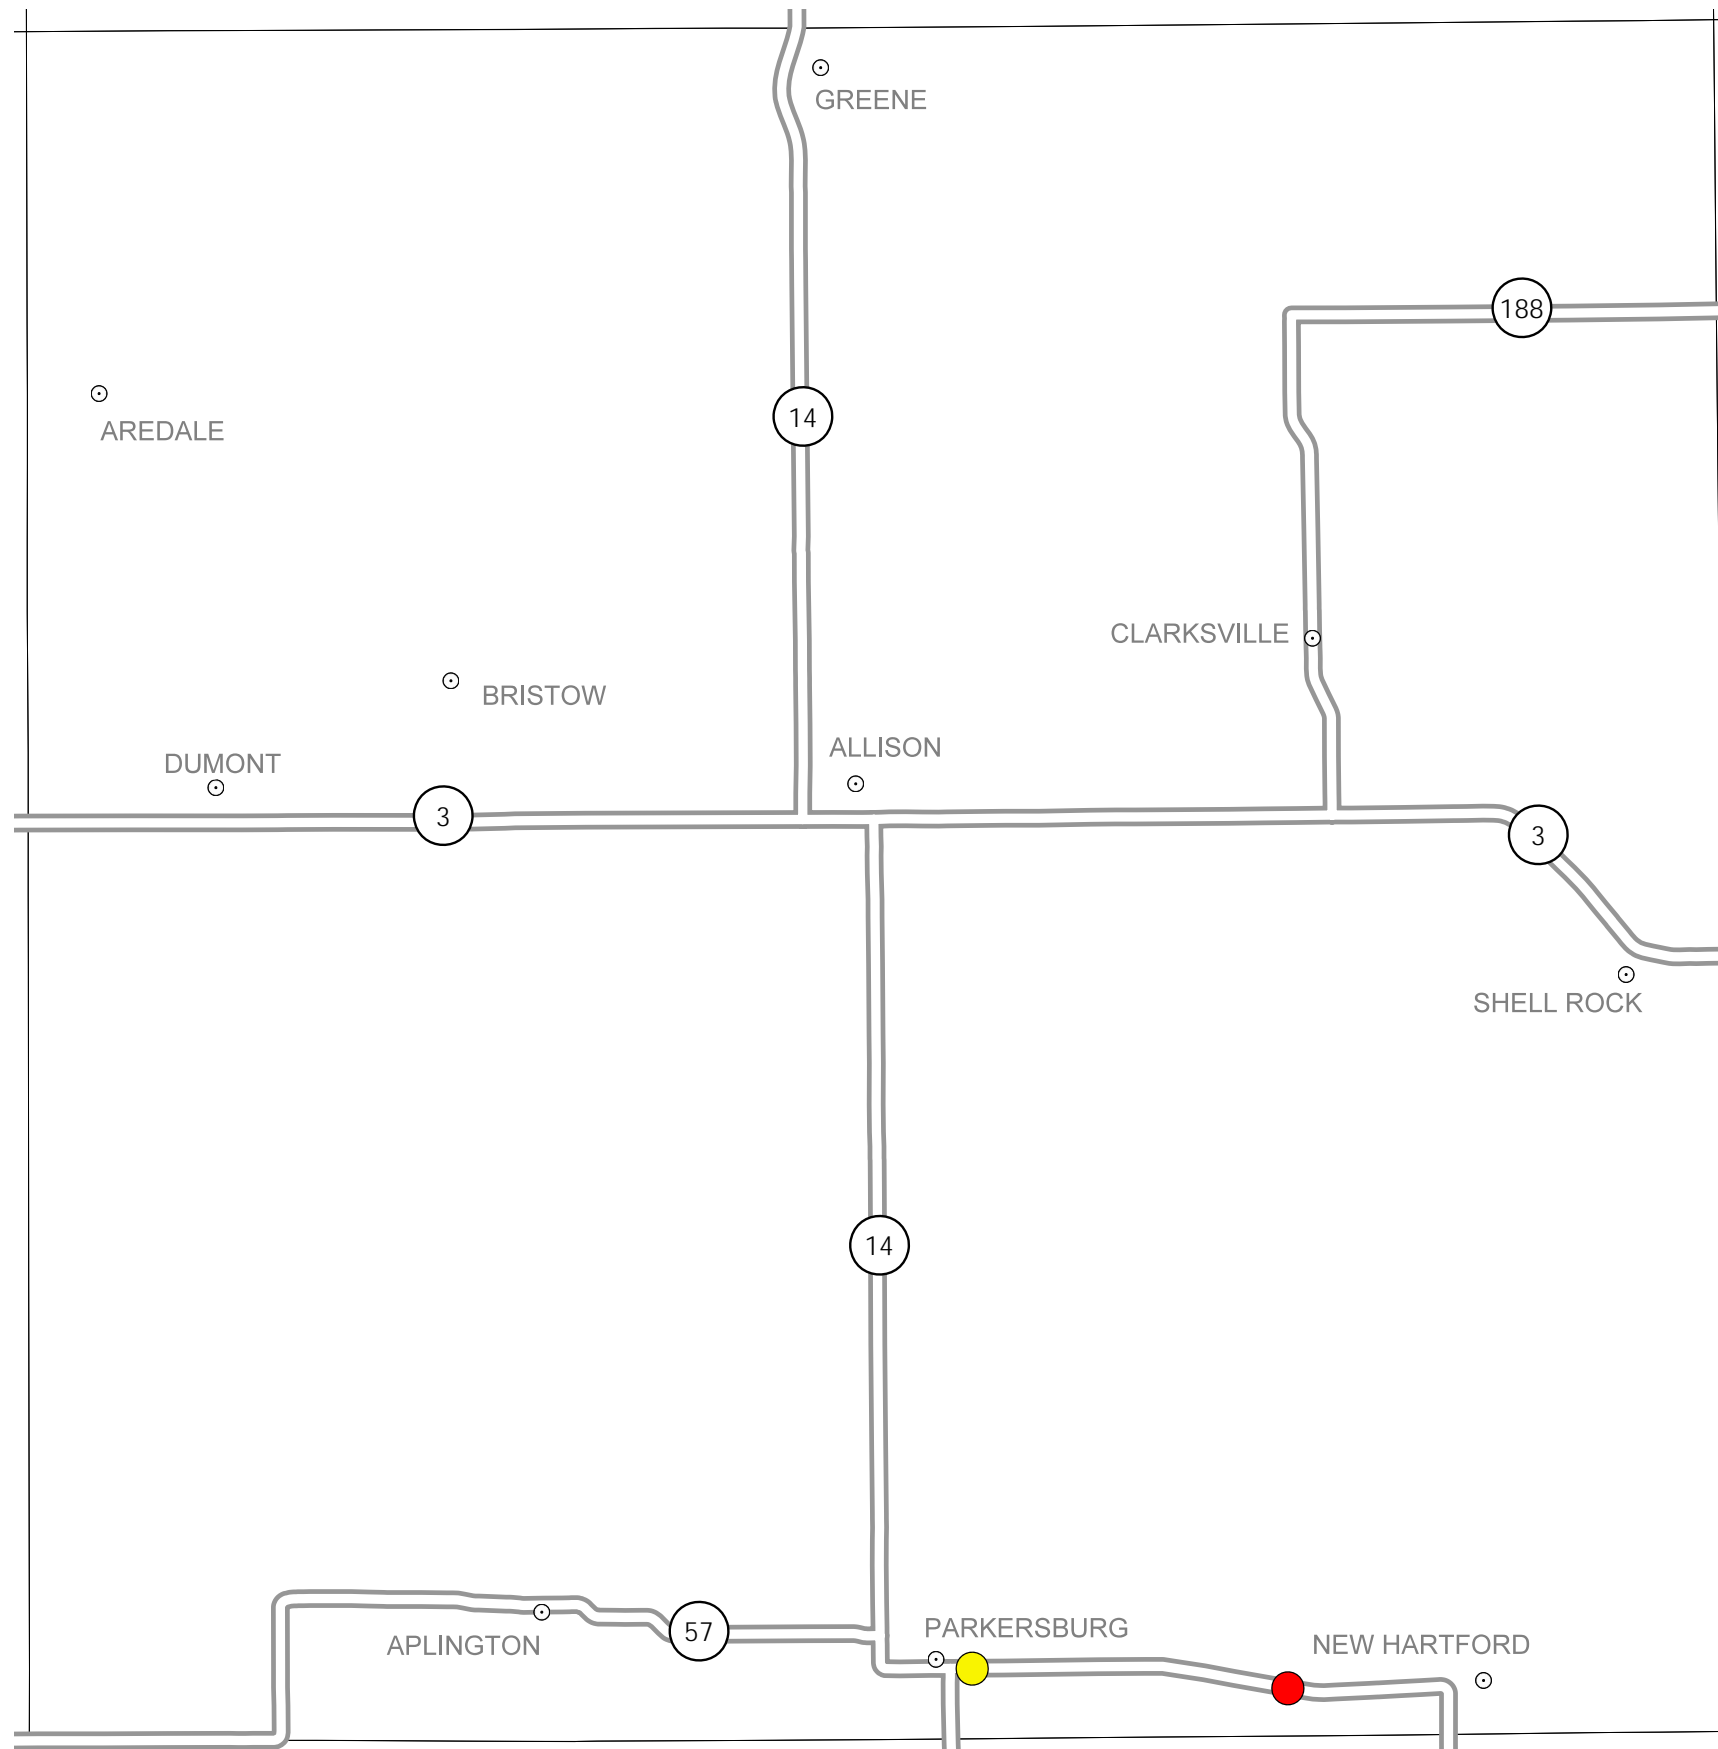 GREENE
188
AREDALE
14
CLARKSVILLE
BRISTOW
ALLISON
DUMONT
3
3
SHELL ROCK
14
57
PARKERSBURG
APLINGTON
NEW HARTFORD